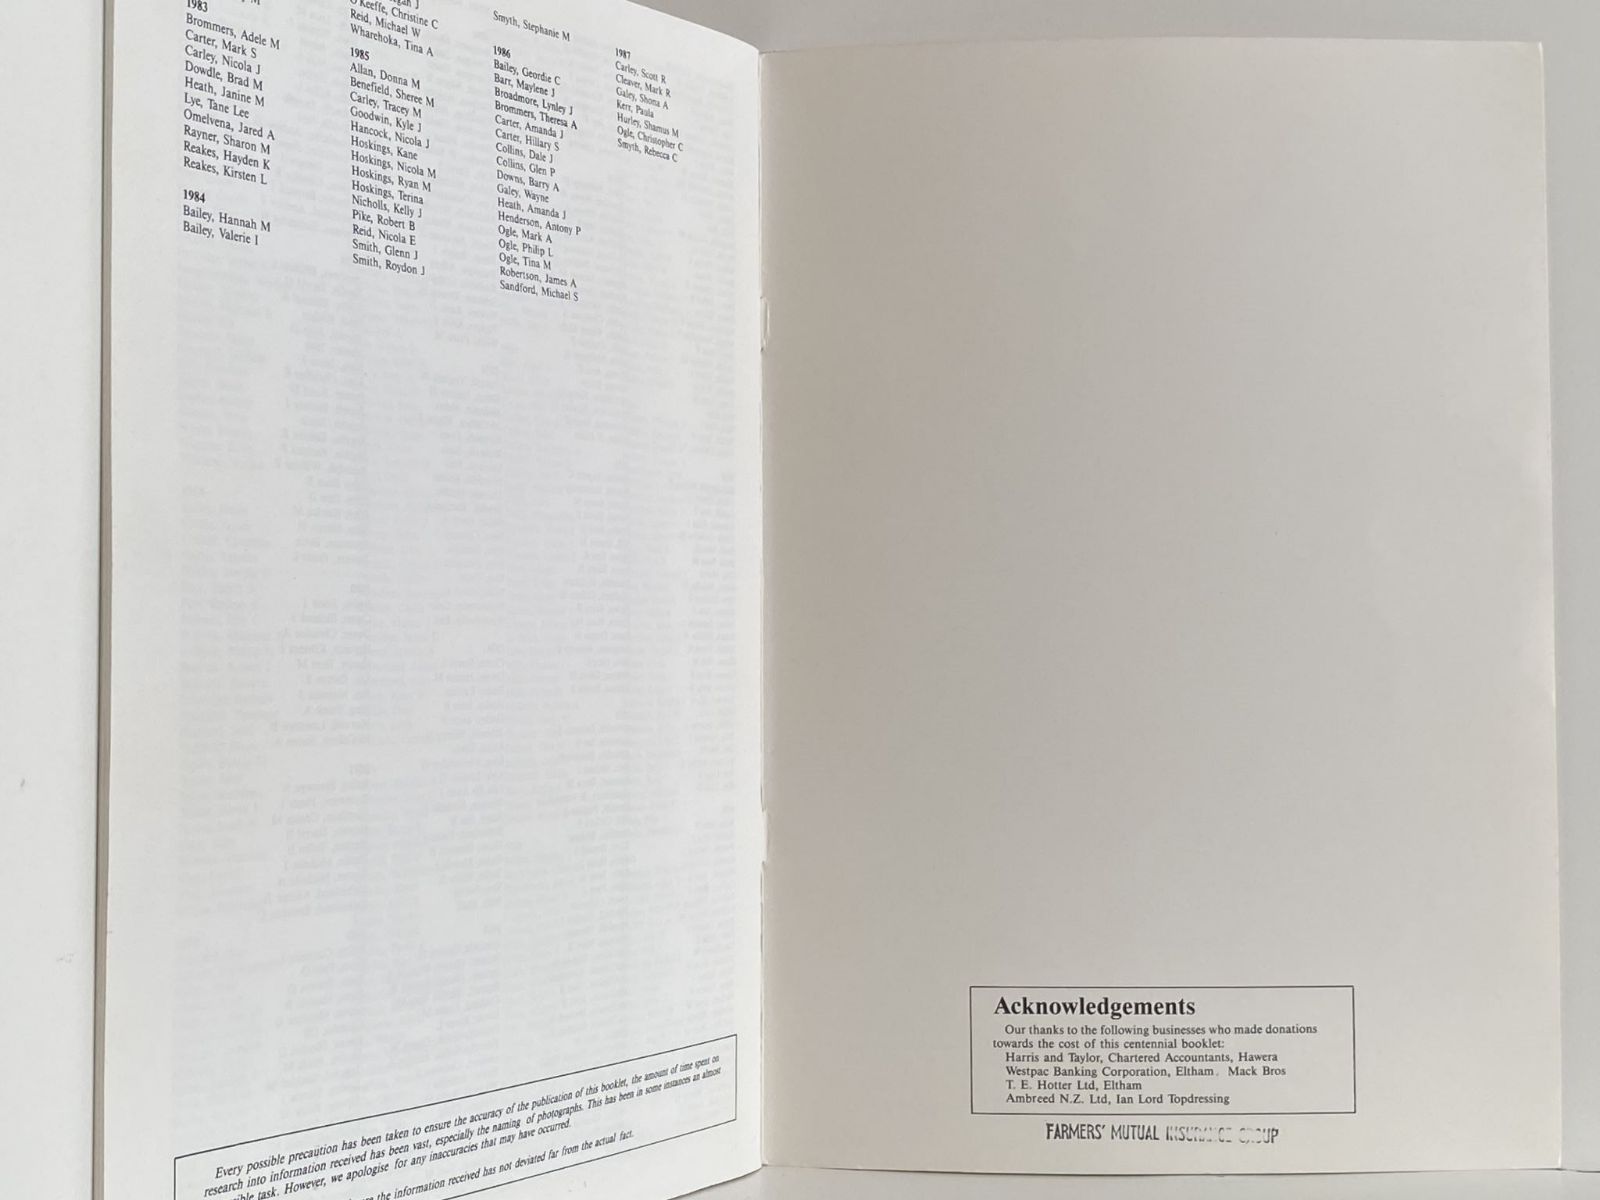 1983
Brommers, Adele M
Carter, Mark S
Carley, Nicola J
Dowdle, Brad M
Heath, Janine M
Lye, Tane Lee
Omelvena, Jared A
Rayner, Sharon M
Reakes, Hayden K
Reakes, Kirsten L
1984
Bailey, Hannah M
Bailey, Valerie I
O'Keeffe, Christine C
Reid, Michael W
Wharehoka, Tina A
1985
Allan, Donna M
Benefield, Sheree M
Carley, Tracey M
Goodwin, Kyle J
Hancock, Nicola J
Hoskings, Kane
Hoskings, Nicola M
Hoskings, Ryan M
Hoskings, Terina
Nicholls, Kelly J
Pike, Robert B
Reid, Nicola E
Smith, Glenn J
Smith, Roydon J
Smyth, Stephanie M
1986
Bailey, Geordie C
Barr, Maylene J
Broadmore, Lynley J
Brommers, Theresa A
Carter, Amanda J
Carter, Hillary S
Collins, Dale J
Collins, Glen P
Downs, Barry A
Galey, Wayne
Heath, Amanda J
Henderson, Antony P
Ogle, Mark A
Ogle, Philip L
Ogle, Tina M
Robertson, James A
Sandford, Michael S
1987
Carley, Scott R
Cleaver, Mark R
Galey, Shona A
Kerr, Paula
Hurley, Shamus M
Ogle, Christopher C
Smyth, Rebecca C
Every possible precaution has been taken to ensure the accuracy of the publication of this booklet, the amount of time spent on
research into information received has been vast, especially the naming of photographs. This has been in some instances an almost
task. However, we apologise for any inaccuracies that may have occurred.
the information received has not deviated far from the actual fact.
Acknowledgements
Our thanks to the following businesses who made donations
towards the cost of this centennial booklet:
Harris and Taylor, Chartered Accountants, Hawera
Westpac Banking Corporation, Eltham. Mack Bros
T. E. Hotter Ltd, Eltham
Ambreed N.Z. Ltd, Ian Lord Topdressing
FARMERS' MUTUAL INSURANCE GROUP